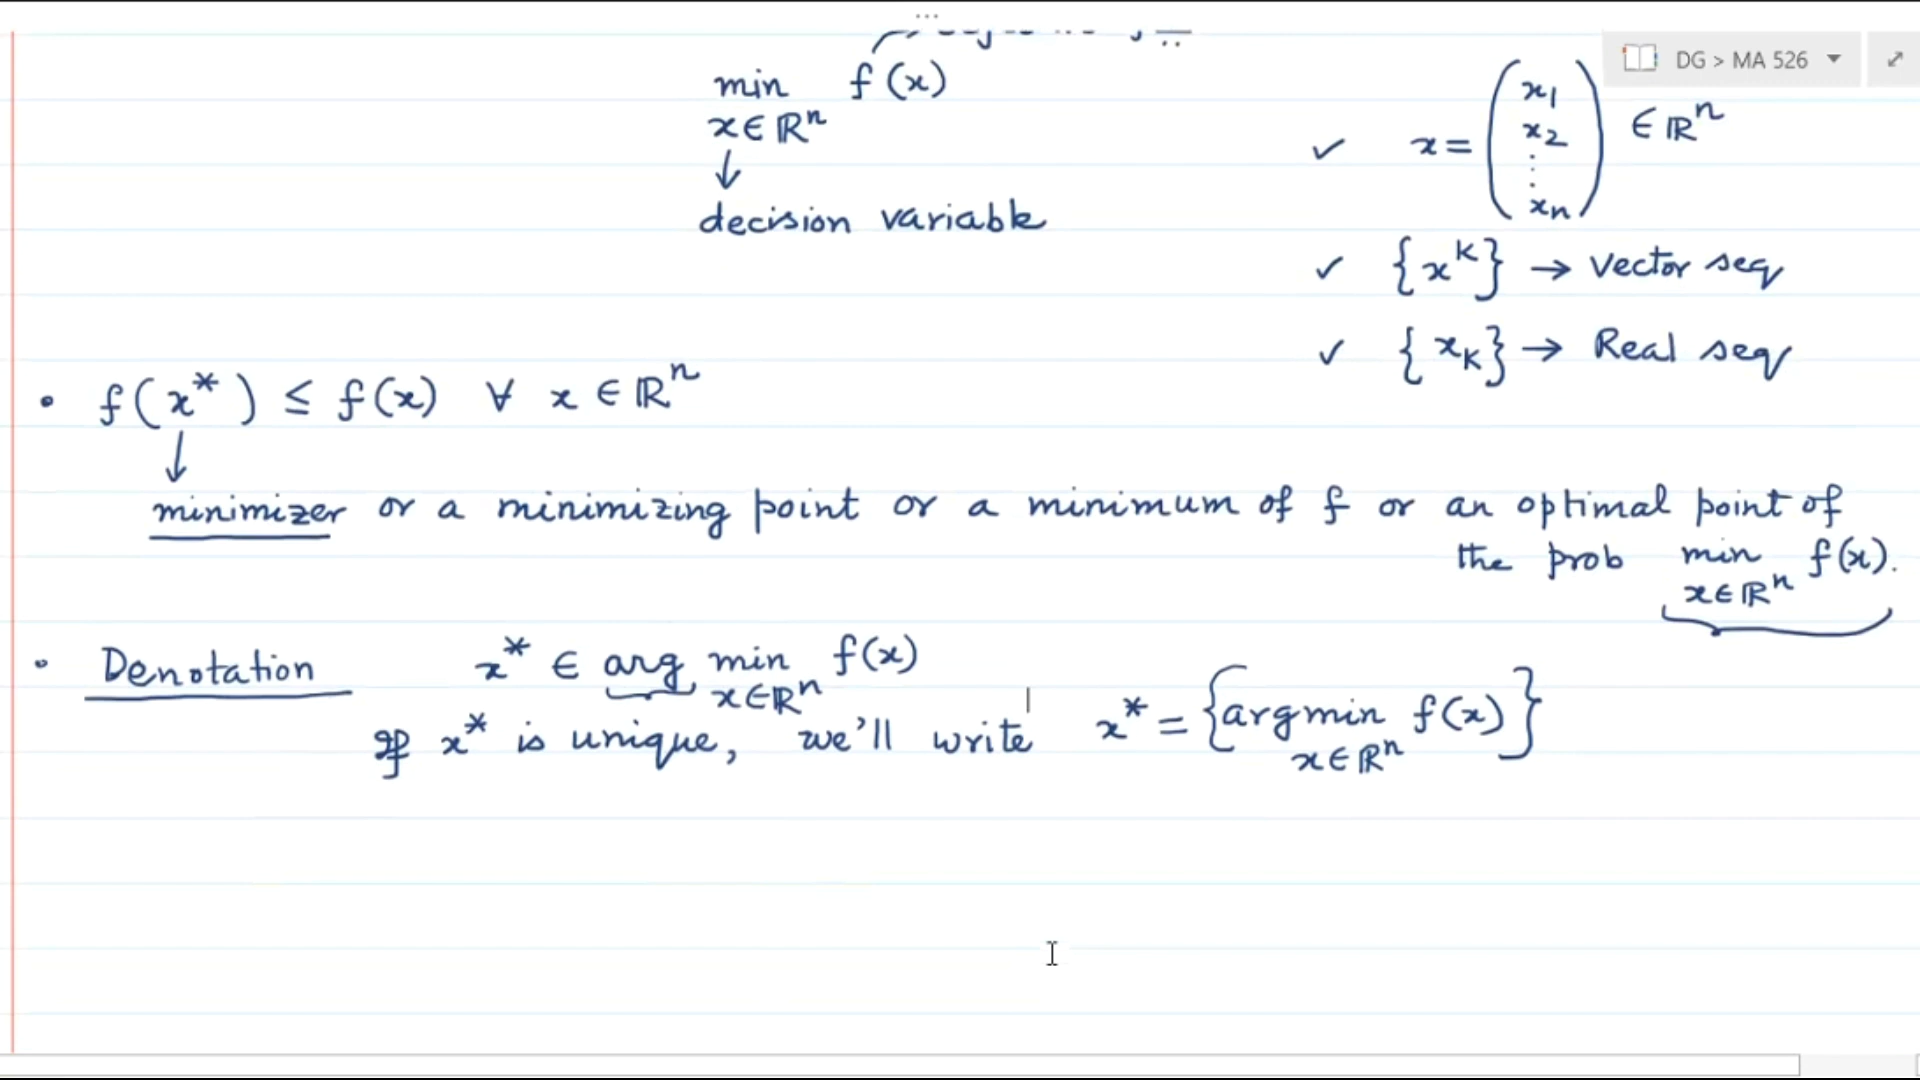 min f(x)
x∈ℝⁿ
↓
decision variable
DG > MA 526
✓ x = (x₁ x₂ ⋮ xₙ) ∈ ℝⁿ
✓ {xᵏ} → Vector seq
✓ {xₖ} → Real seq
• f(x*) ≤ f(x) ∀ x ∈ ℝⁿ
↓
minimizer or a minimizing point or a minimum of f or an optimal point of
the prob min f(x).
x∈ℝⁿ
• Denotation x* ∈ arg min f(x)
x∈ℝⁿ
If x* is unique, we'll write x* = {argmin f(x)}
x∈ℝⁿ